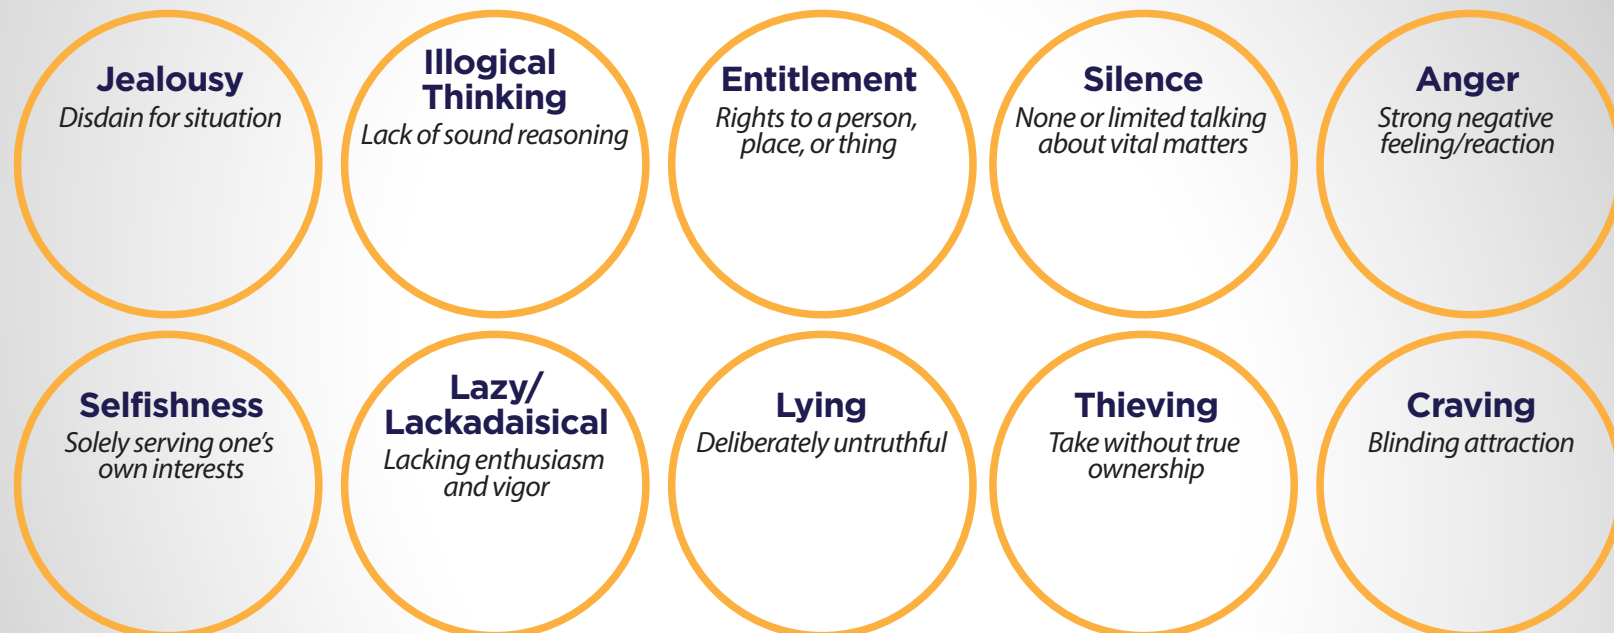 Jealousy
Disdain for situation
Illogical
Thinking
Lack of sound reasoning
Entitlement
Rights to a person,
place, or thing
Silence
None or limited talking
about vital matters
Anger
Strong negative
feeling/reaction
Selfishness
Solely serving one’s
own interests
Lazy/
Lackadaisical
Lacking enthusiasm
and vigor
Lying
Deliberately untruthful
Thieving
Take without true
ownership
Craving
Blinding attraction